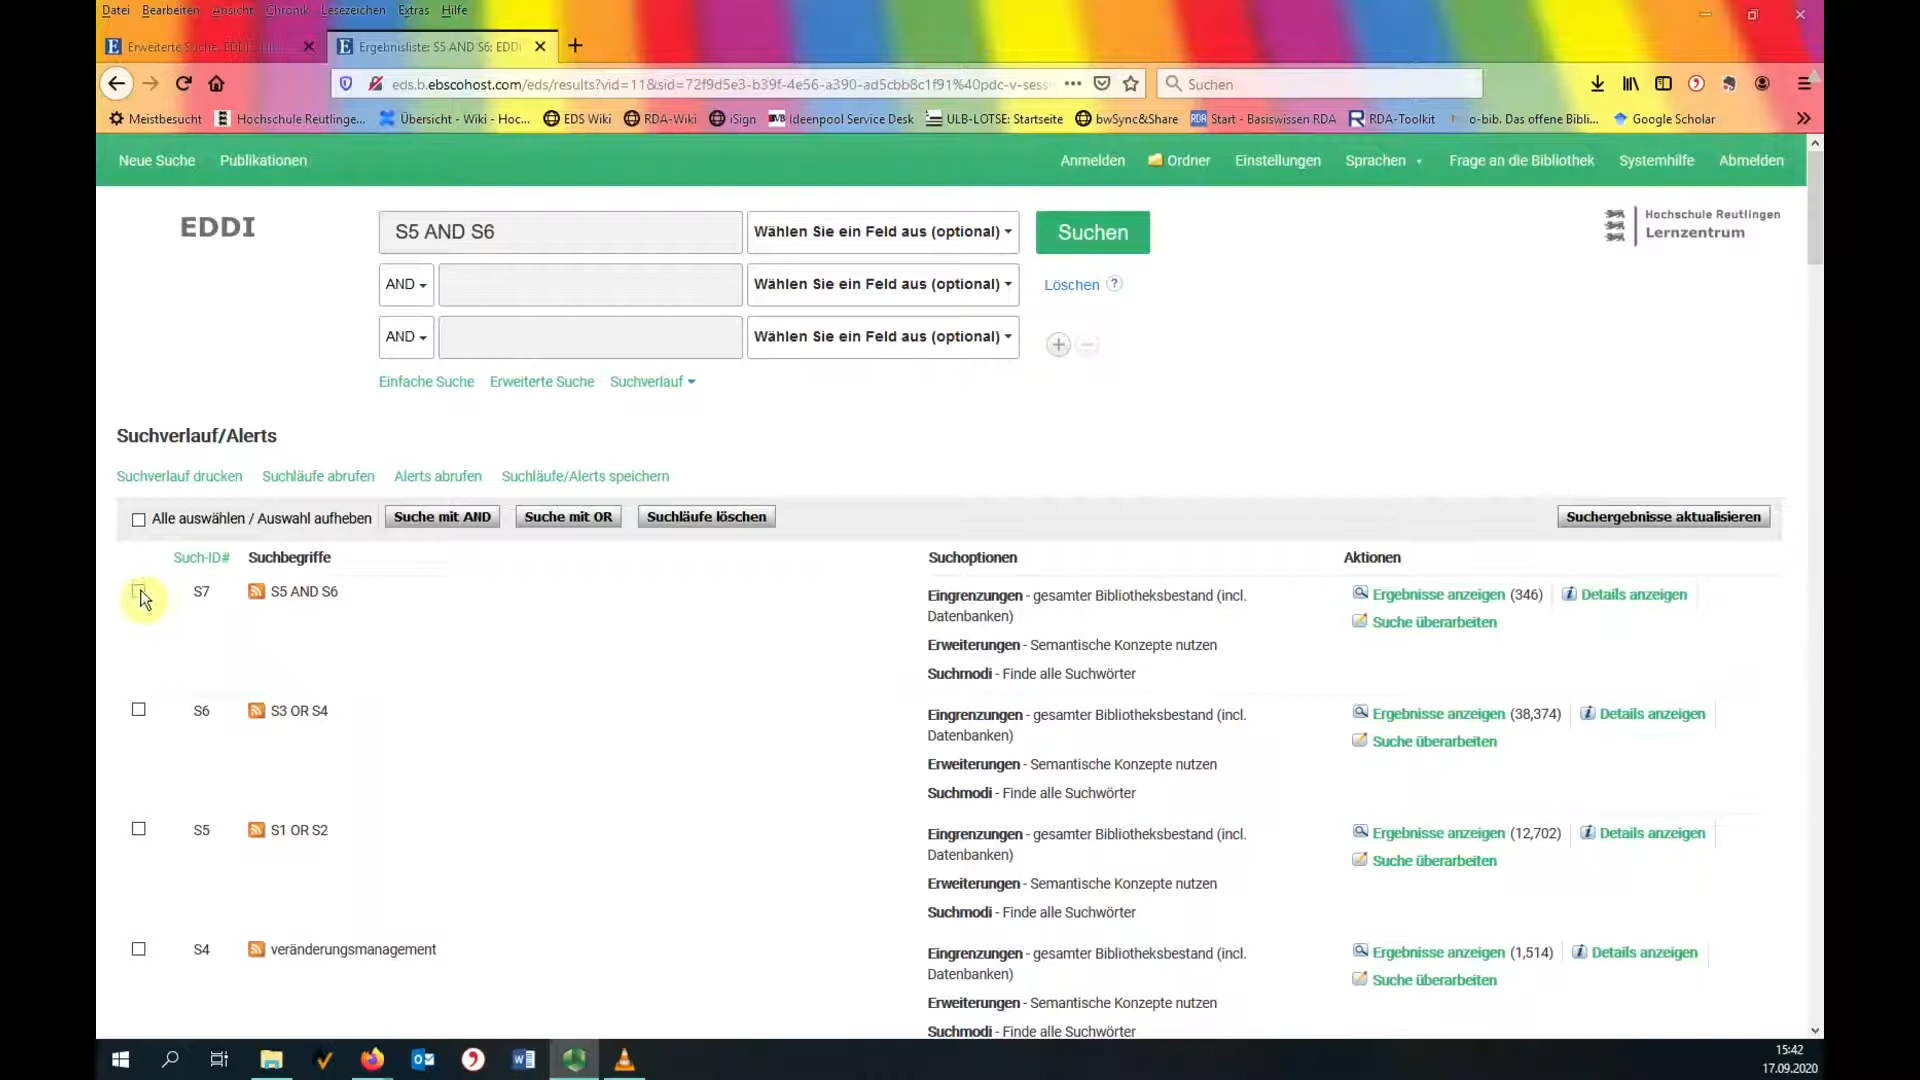 Datei Bearbeiten Ansicht Chronik Lesezeichen Extras Hilfe
Erweiterte Suche: EDDI
Ergebnisliste: S5 AND S6: EDDI
eds.b.ebscohost.com/eds/results?vid=11&sid=72f9d5e3-b39f-4e56-a390-ad5cbb8c1f91%40pdc-v-sess
Suchen
Meistbesucht Hochschule Reutlinge... Übersicht - Wiki - Hoc... EDS Wiki RDA-Wiki iSign Ideenpool Service Desk ULB-LOTSE: Startseite bwSync&Share Start - Basiswissen RDA RDA-Toolkit o-bib. Das offene Bibli... Google Scholar
Neue Suche Publikationen Anmelden Ordner Einstellungen Sprachen Frage an die Bibliothek Systemhilfe Abmelden
EDDI
S5 AND S6 Wählen Sie ein Feld aus (optional) Suchen
Hochschule Reutlingen
Lernzentrum
AND Wählen Sie ein Feld aus (optional) Löschen ?
AND Wählen Sie ein Feld aus (optional)
Einfache Suche Erweiterte Suche Suchverlauf
Suchverlauf/Alerts
Suchverlauf drucken Suchläufe abrufen Alerts abrufen Suchläufe/Alerts speichern
Alle auswählen / Auswahl aufheben Suche mit AND Suche mit OR Suchläufe löschen Suchergebnisse aktualisieren
Such-ID# Suchbegriffe Suchoptionen Aktionen
S7 S5 AND S6 Eingrenzungen - gesamter Bibliotheksbestand (incl. Ergebnisse anzeigen (346) Details anzeigen
Datenbanken) Suche überarbeiten
Erweiterungen - Semantische Konzepte nutzen
Suchmodi - Finde alle Suchwörter
S6 S3 OR S4 Eingrenzungen - gesamter Bibliotheksbestand (incl. Ergebnisse anzeigen (38,374) Details anzeigen
Datenbanken) Suche überarbeiten
Erweiterungen - Semantische Konzepte nutzen
Suchmodi - Finde alle Suchwörter
S5 S1 OR S2 Eingrenzungen - gesamter Bibliotheksbestand (incl. Ergebnisse anzeigen (12,702) Details anzeigen
Datenbanken) Suche überarbeiten
Erweiterungen - Semantische Konzepte nutzen
Suchmodi - Finde alle Suchwörter
S4 veränderungsmanagement Eingrenzungen - gesamter Bibliotheksbestand (incl. Ergebnisse anzeigen (1,514) Details anzeigen
Datenbanken) Suche überarbeiten
Erweiterungen - Semantische Konzepte nutzen
Suchmodi - Finde alle Suchwörter
15:42
17.09.2020